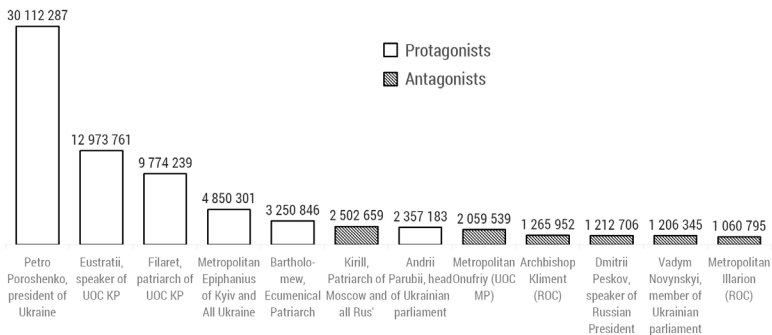 30 112 287
12 973 761
9 774 239
4 850 301
3 250 846
2 502 659
2 357 183
2 059 539
1 265 952
1 212 706
1 206 345
1 060 795
Protagonists
Antagonists
Petro
Poroshenko,
president of
Ukraine
Eustratii,
speaker of
UOC KP
Filaret,
patriarch of
UOC KP
Metropolitan
Epiphanius
of Kyiv and
All Ukraine
Bartholo-
mew,
Ecumenical
Patriarch
Kirill,
Patriarch of
Moscow and
all Rus'
Andrii
Parubii, head
of Ukrainian
parliament
Metropolitan
Onufriy (UOC
MP)
Archbishop
Kliment
(ROC)
Dmitrii
Peskov,
speaker of
Russian
President
Vadym
Novynskyi,
member of
Ukrainian
parliament
Metropolitan
Illarion
(ROC)